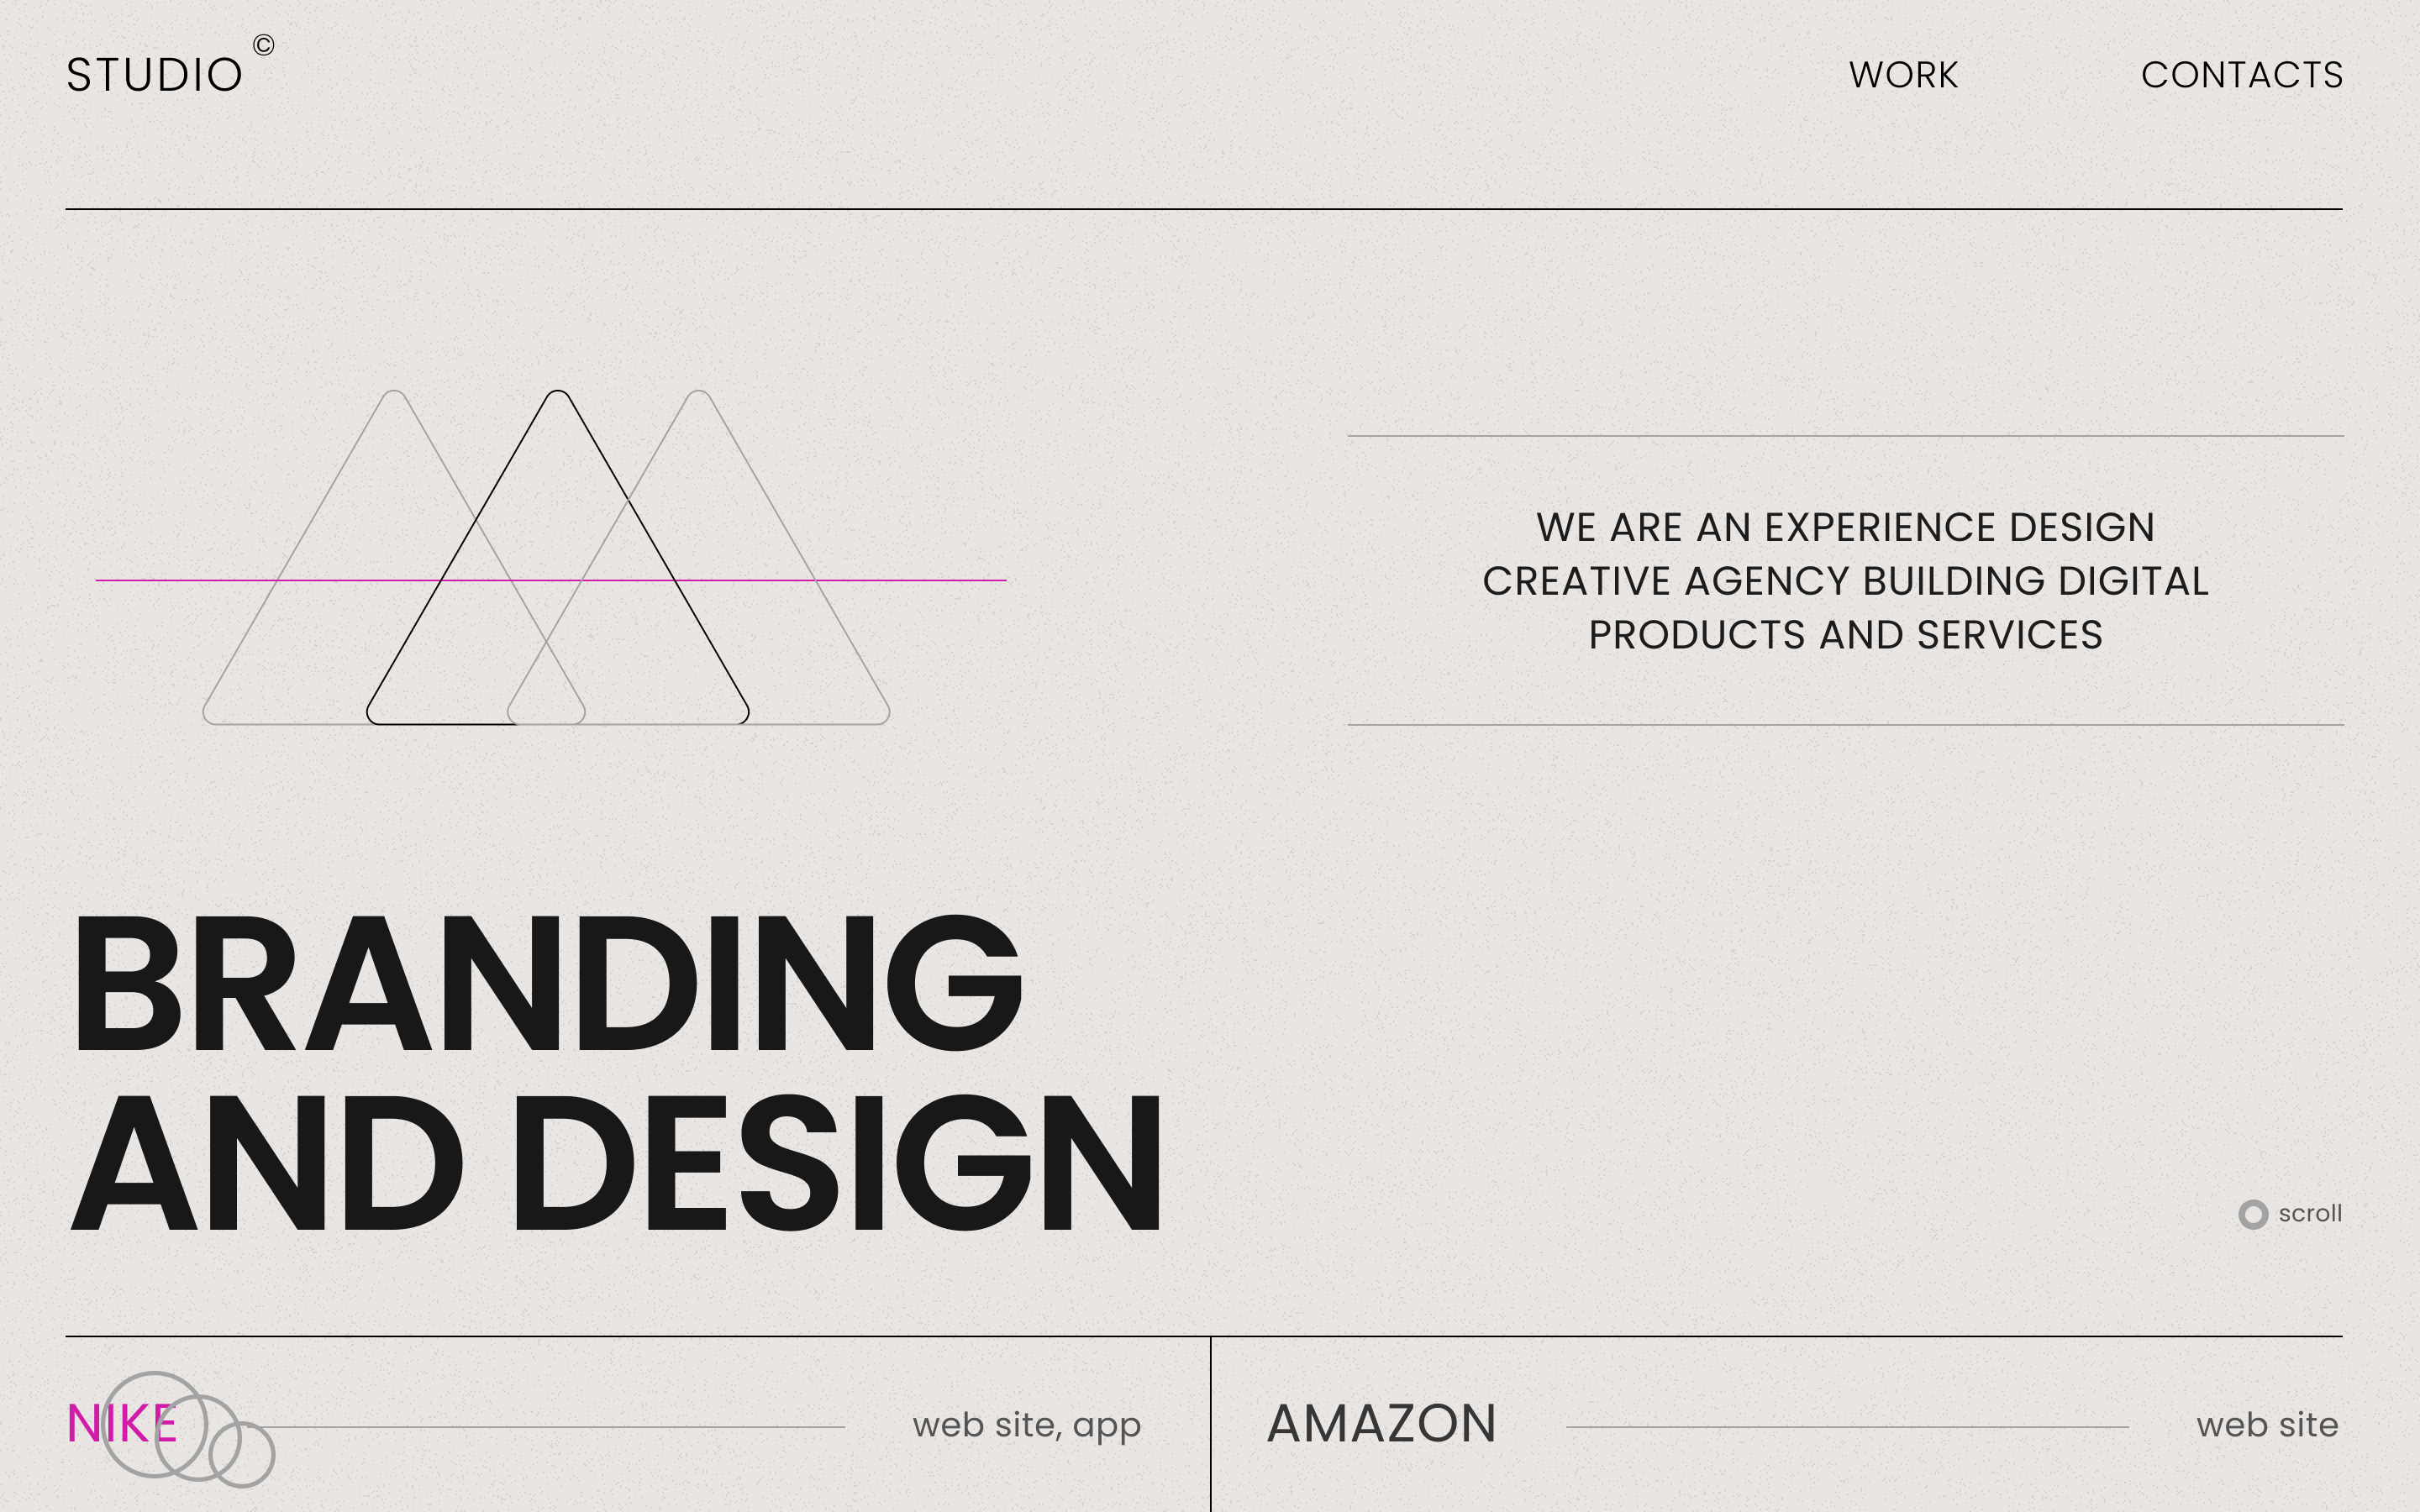 STUDIO ©
WORK
CONTACTS
WE ARE AN EXPERIENCE DESIGN
CREATIVE AGENCY BUILDING DIGITAL
PRODUCTS AND SERVICES
BRANDING
AND DESIGN
scroll
NIKE
web site, app
AMAZON
web site